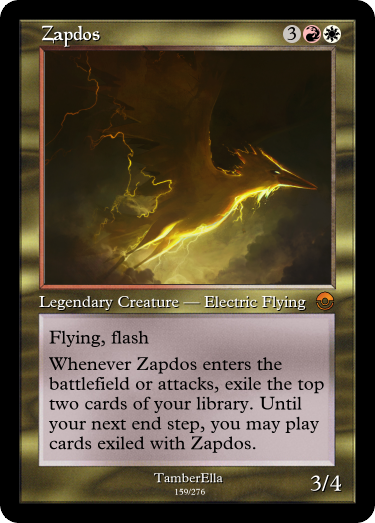 Zapdos 3
Legendary Creature — Electric Flying
Flying, flash
Whenever Zapdos enters the
battlefield or attacks, exile the top
two cards of your library. Until
your next end step, you may play
cards exiled with Zapdos.
TamberElla
159/276
3/4